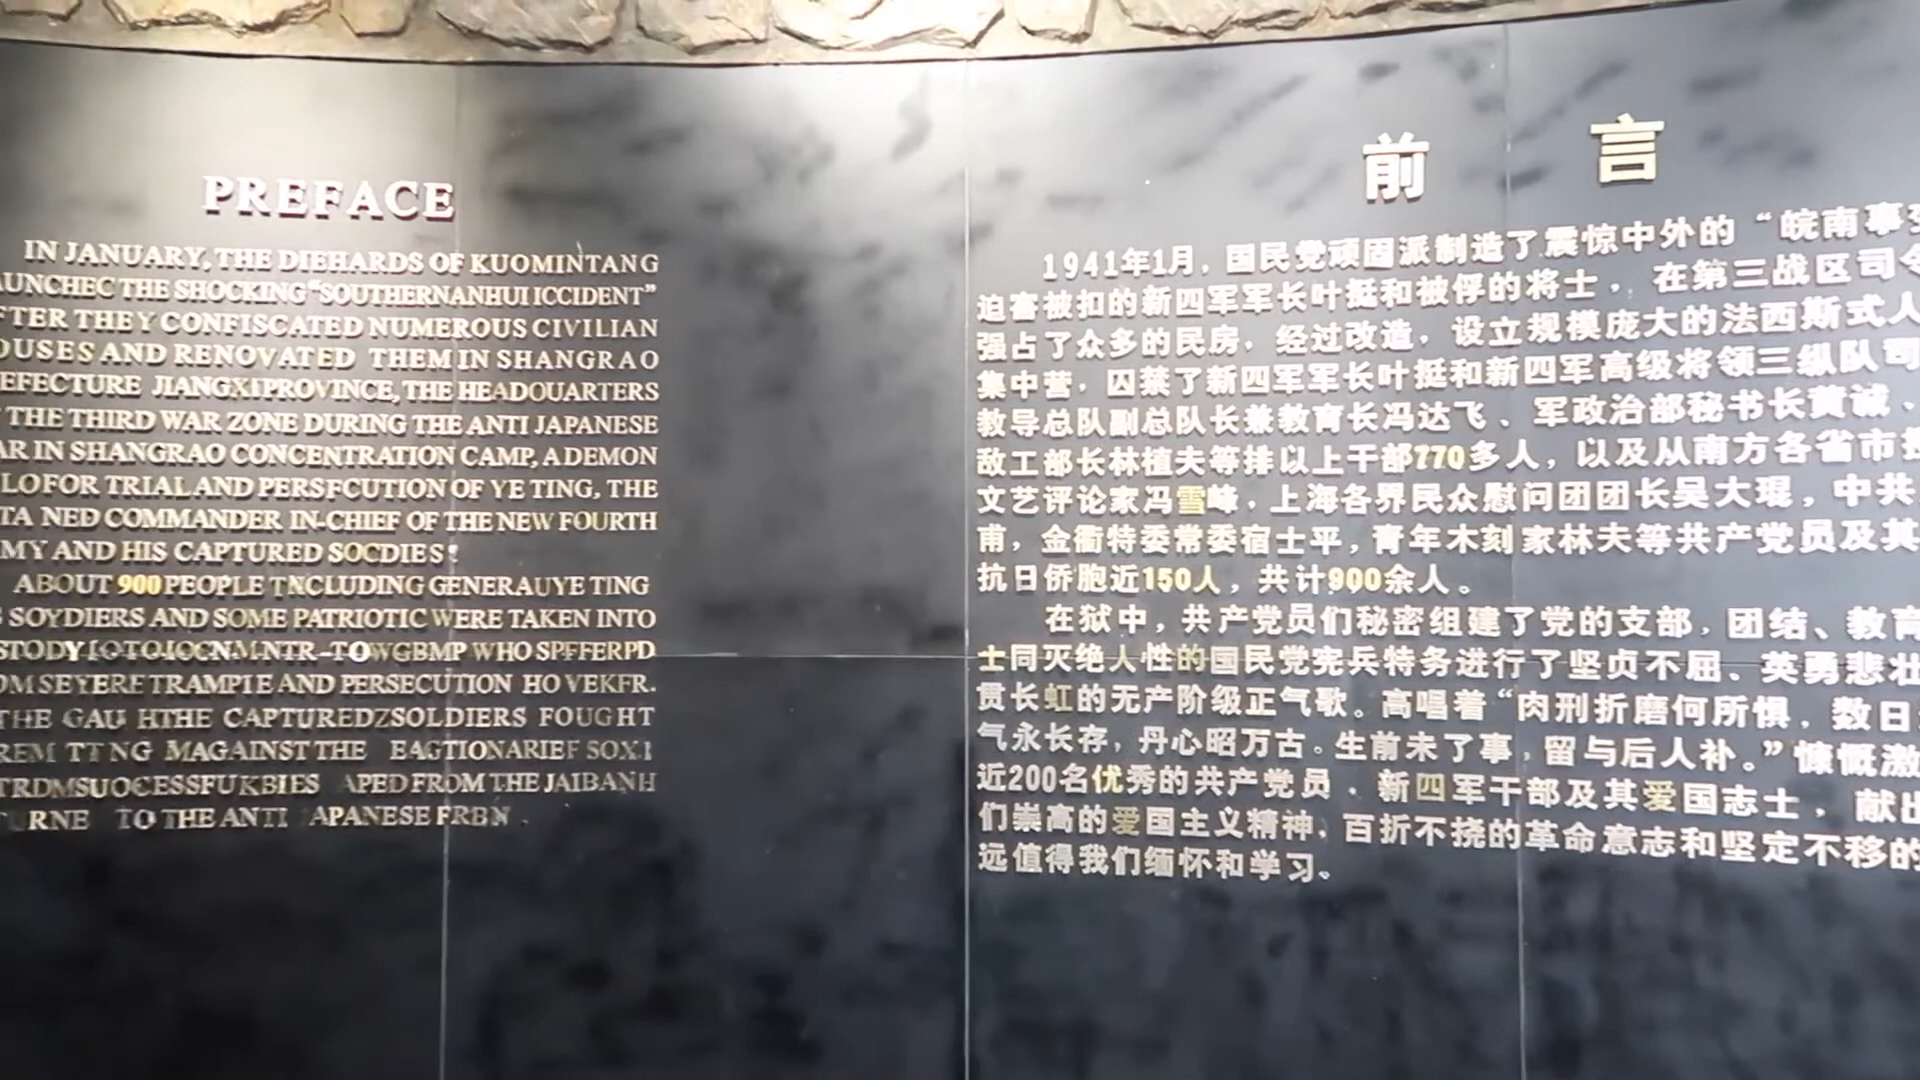 PREFACE
IN JANUARY, THE DIEHARDS OF KUOMINTANG
AUNCHEC THE SHOCKING "SOUTHERNANHUI ICCIDENT"
FTER THEY CONFISCATED NUMEROUS CIVILIAN
OUSES AND RENOVATED THEM IN SHANGRAO
EFECTURE JIANGXI PROVINCE, THE HEADOUARTERS
THE THIRD WAR ZONE DURING THE ANTI JAPANESE
AR IN SHANGRAO CONCENTRATION CAMP, A DEMON
LOFOR TRIAL AND PERSFCUTION OF YE TING, THE
TA NED COMMANDER IN-CHIEF OF THE NEW FOURTH
MY AND HIS CAPTURED SOCDIES!
ABOUT 900 PEOPLE TNCLUDING GENERAUYE TING
SOYDIERS AND SOME PATRIOTIC WERE TAKEN INTO
STODY WHO SPFFERPD
OM SEYERE TRAMPIE AND PERSECUTION HO VEKFR.
THE GAU HTHE CAPTUREDZSOLDIERS FOUGHT
REM TT NG MAGAINST THE EAGTIONARIEF SOX.I
TRDMSUOCESSFUKBIES APED FROM THE JAIBANH
URNE TO THE ANTI APANESE FRBN .
前言
1941年1月，国民党顽固派制造了震惊中外的“皖南事变
迫害被扣的新四军军长叶挺和被俘的将士，在第三战区司令
强占了众多的民房，经过改造，设立规模庞大的法西斯式人
集中营，囚禁了新四军军长叶挺和新四军高级将领三纵队司
教导总队副总队长兼教育长冯达飞、军政治部秘书长黄诚、
敌工部长林植夫等排以上干部770多人，以及从南方各省市
文艺评论家冯雪峰，上海各界民众慰问团团长吴大琨，中共
甫，金衢特委常委宿士平，青年木刻家林夫等共产党员及其
抗日侨胞近150人，共计900余人。
在狱中，共产党员们秘密组建了党的支部，团结、教育
士同灭绝人性的国民党宪兵特务进行了坚贞不屈、英勇悲壮
贯长虹的无产阶级正气歌。高唱着“肉刑折磨何所惧，数日
气永长存，丹心昭万古。生前未了事，留与后人补。”慷慨激
近200名优秀的共产党员，新四军干部及其爱国志士，献出
们崇高的爱国主义精神，百折不挠的革命意志和坚定不移的
远值得我们缅怀和学习。